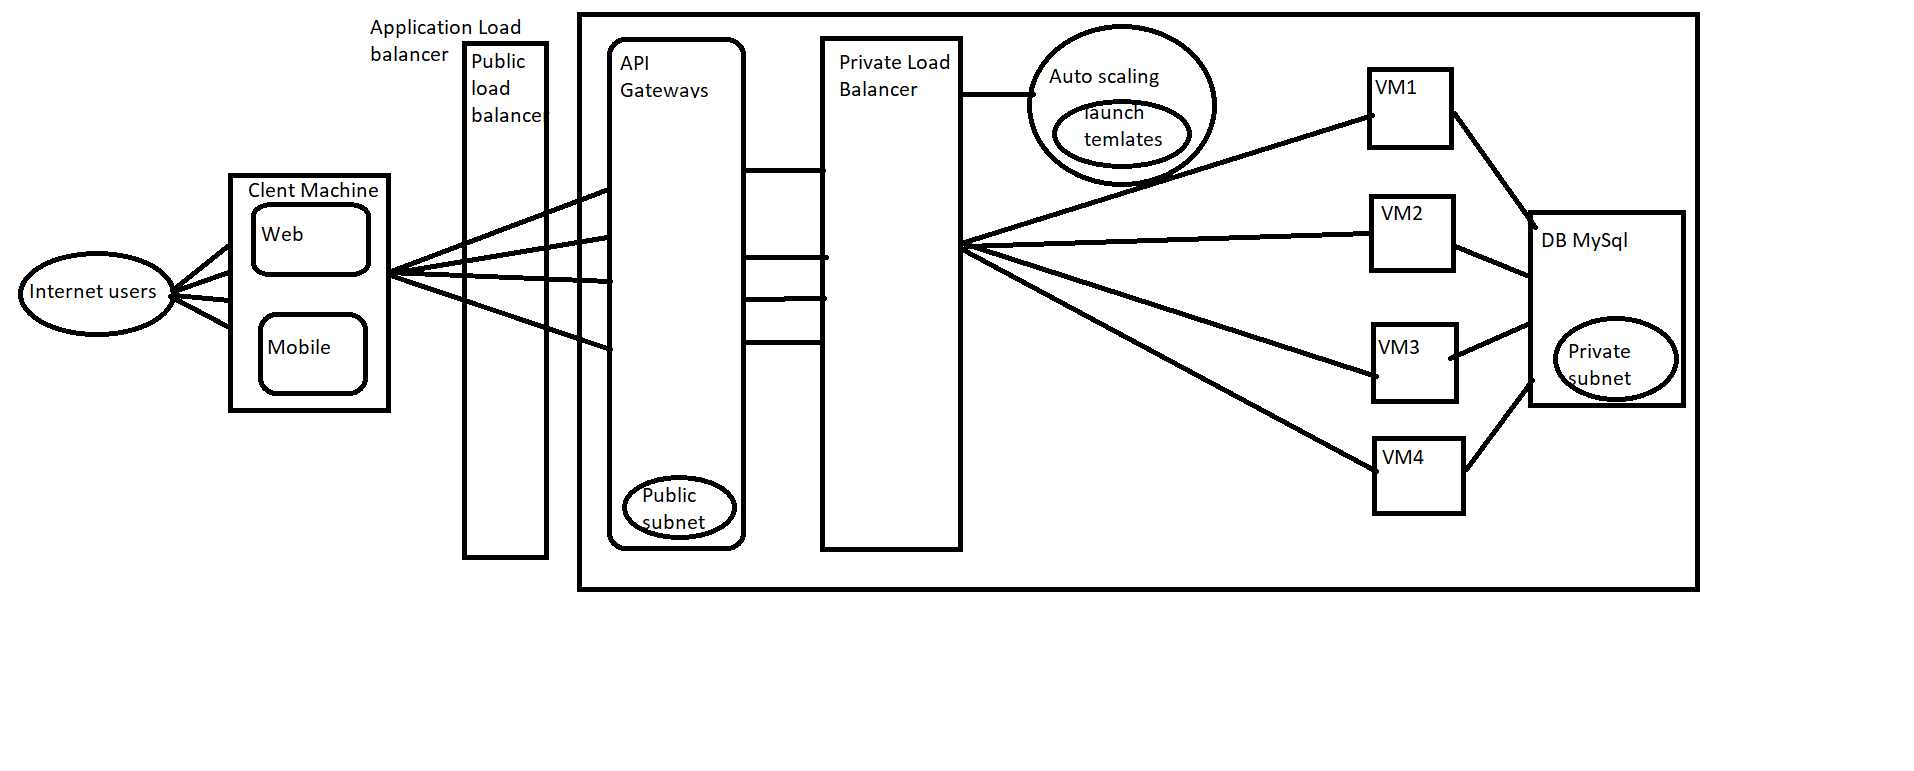 Application Load
balancer
Public
load
balancer
API
Gateways
Private Load
Balancer
Auto scaling
launch
temlates
VM1
Clent Machine
Web
Mobile
Internet users
VM2
DB MySql
VM3
Private
subnet
VM4
Public
subnet